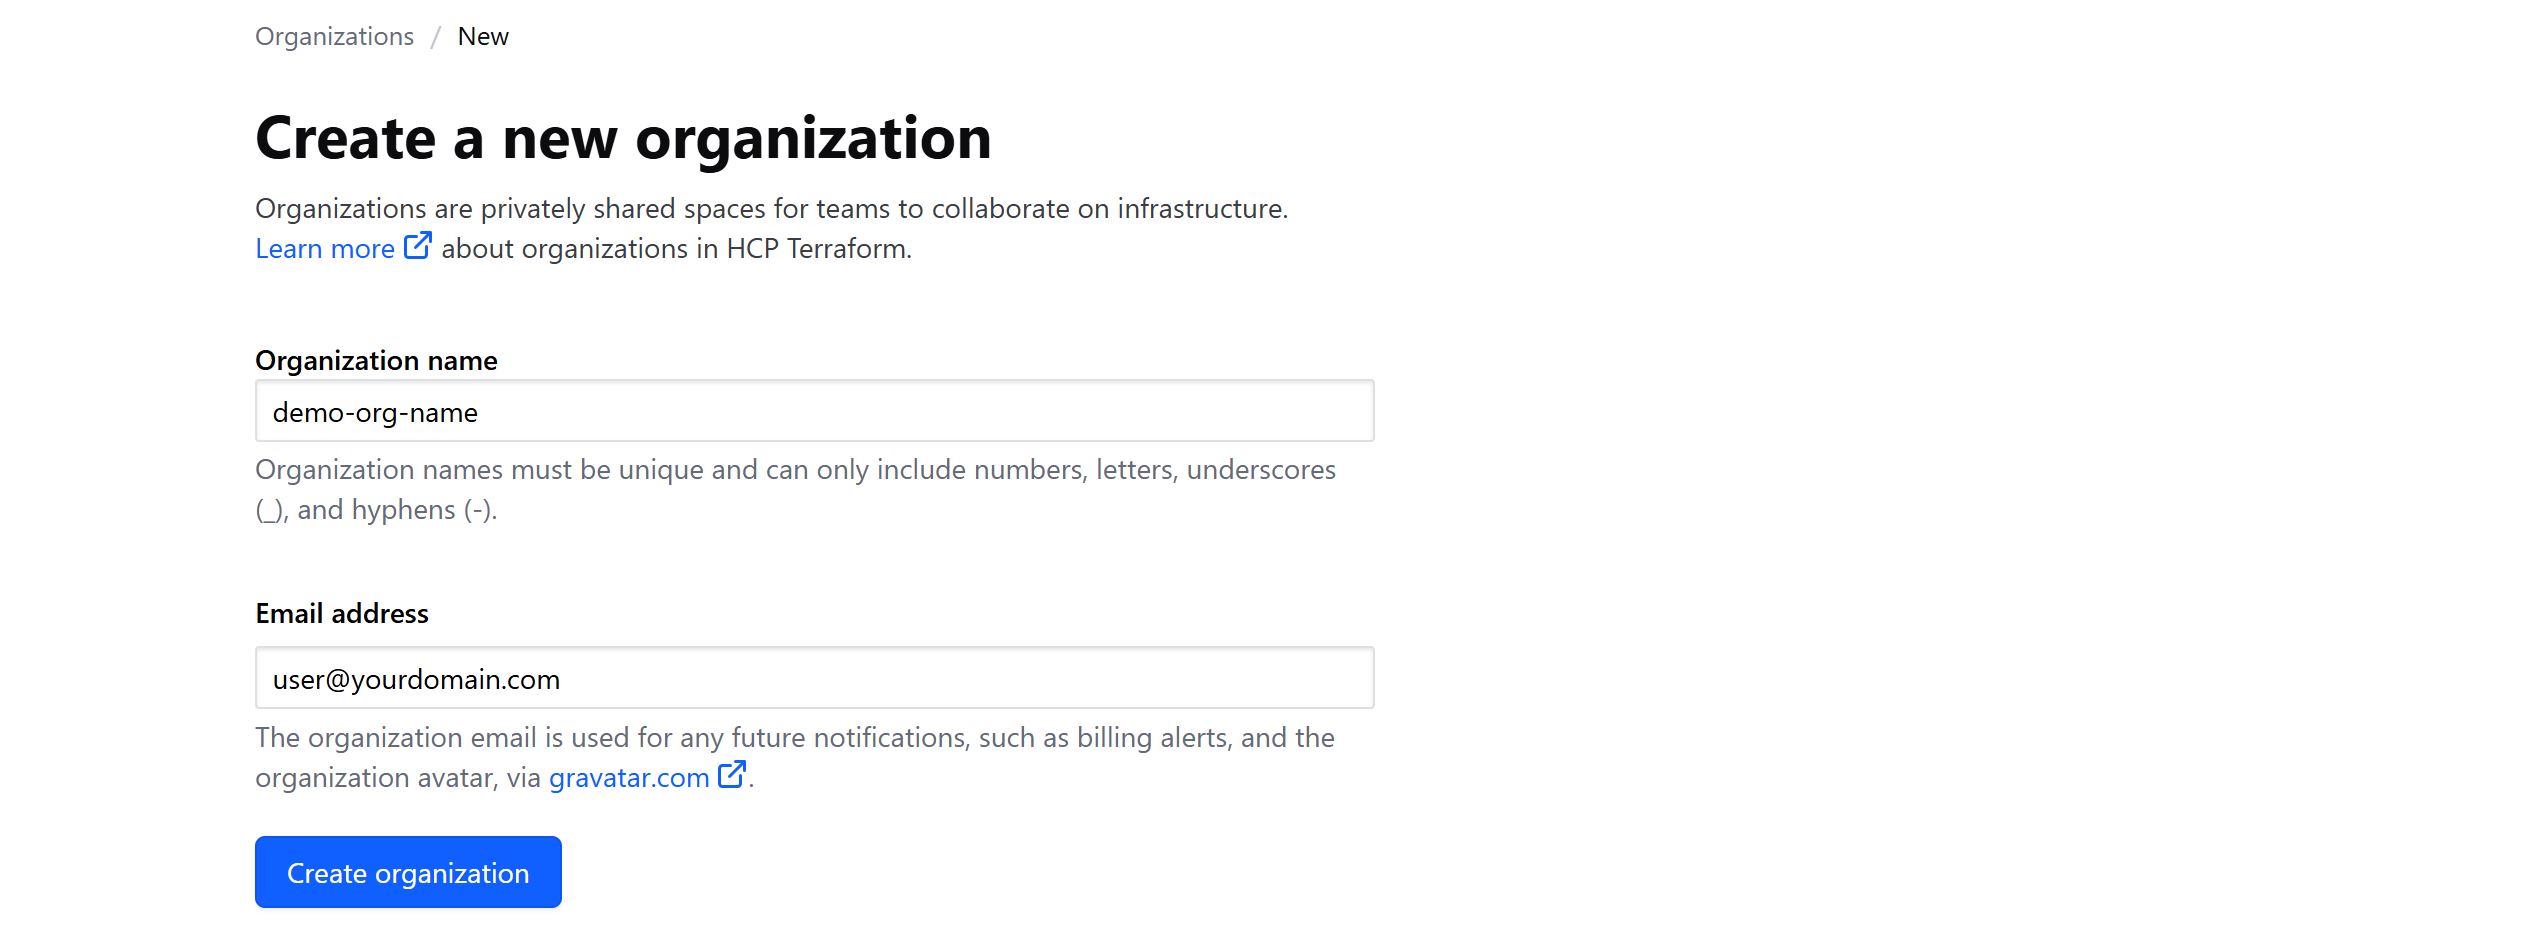 Organizations / New
Create a new organization
Organizations are privately shared spaces for teams to collaborate on infrastructure.
Learn more about organizations in HCP Terraform.
Organization name
demo-org-name
Organization names must be unique and can only include numbers, letters, underscores
(_), and hyphens (-).
Email address
user@yourdomain.com
The organization email is used for any future notifications, such as billing alerts, and the
organization avatar, via gravatar.com .
Create organization